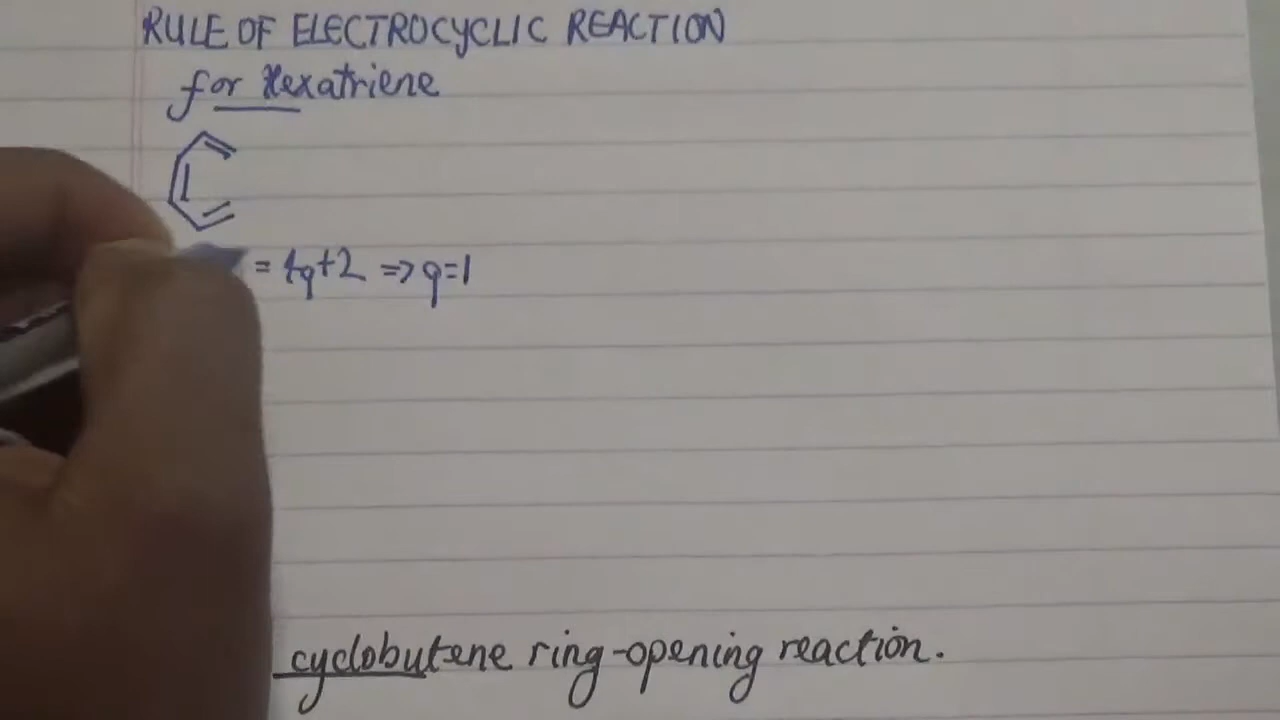 RULE OF ELECTROCYCLIC REACTION
for Hexatriene
= 4q+2 => q=1
cyclobutene ring-opening reaction.